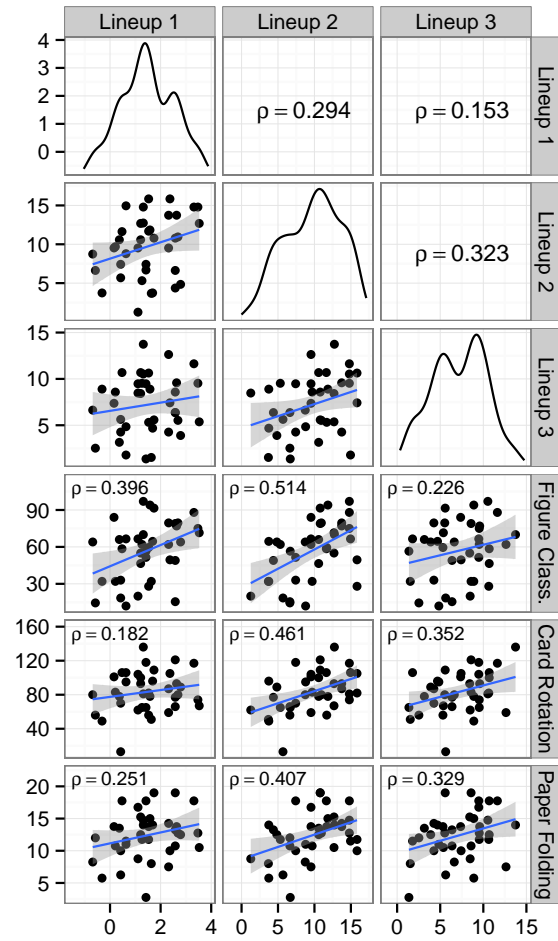 Lineup 1 Lineup 2 Lineup 3
4
3
2
1
0
ρ = 0.294
ρ = 0.153
Lineup 1
15
10
5
ρ = 0.323
Lineup 2
15
10
5
Lineup 3
90
60
30
ρ = 0.396
ρ = 0.514
ρ = 0.226
Figure Class.
160
120
80
40
ρ = 0.182
ρ = 0.461
ρ = 0.352
Card Rotation
20
15
10
5
ρ = 0.251
ρ = 0.407
ρ = 0.329
Paper Folding
0 2 4 0 5 10 15 0 5 10 15